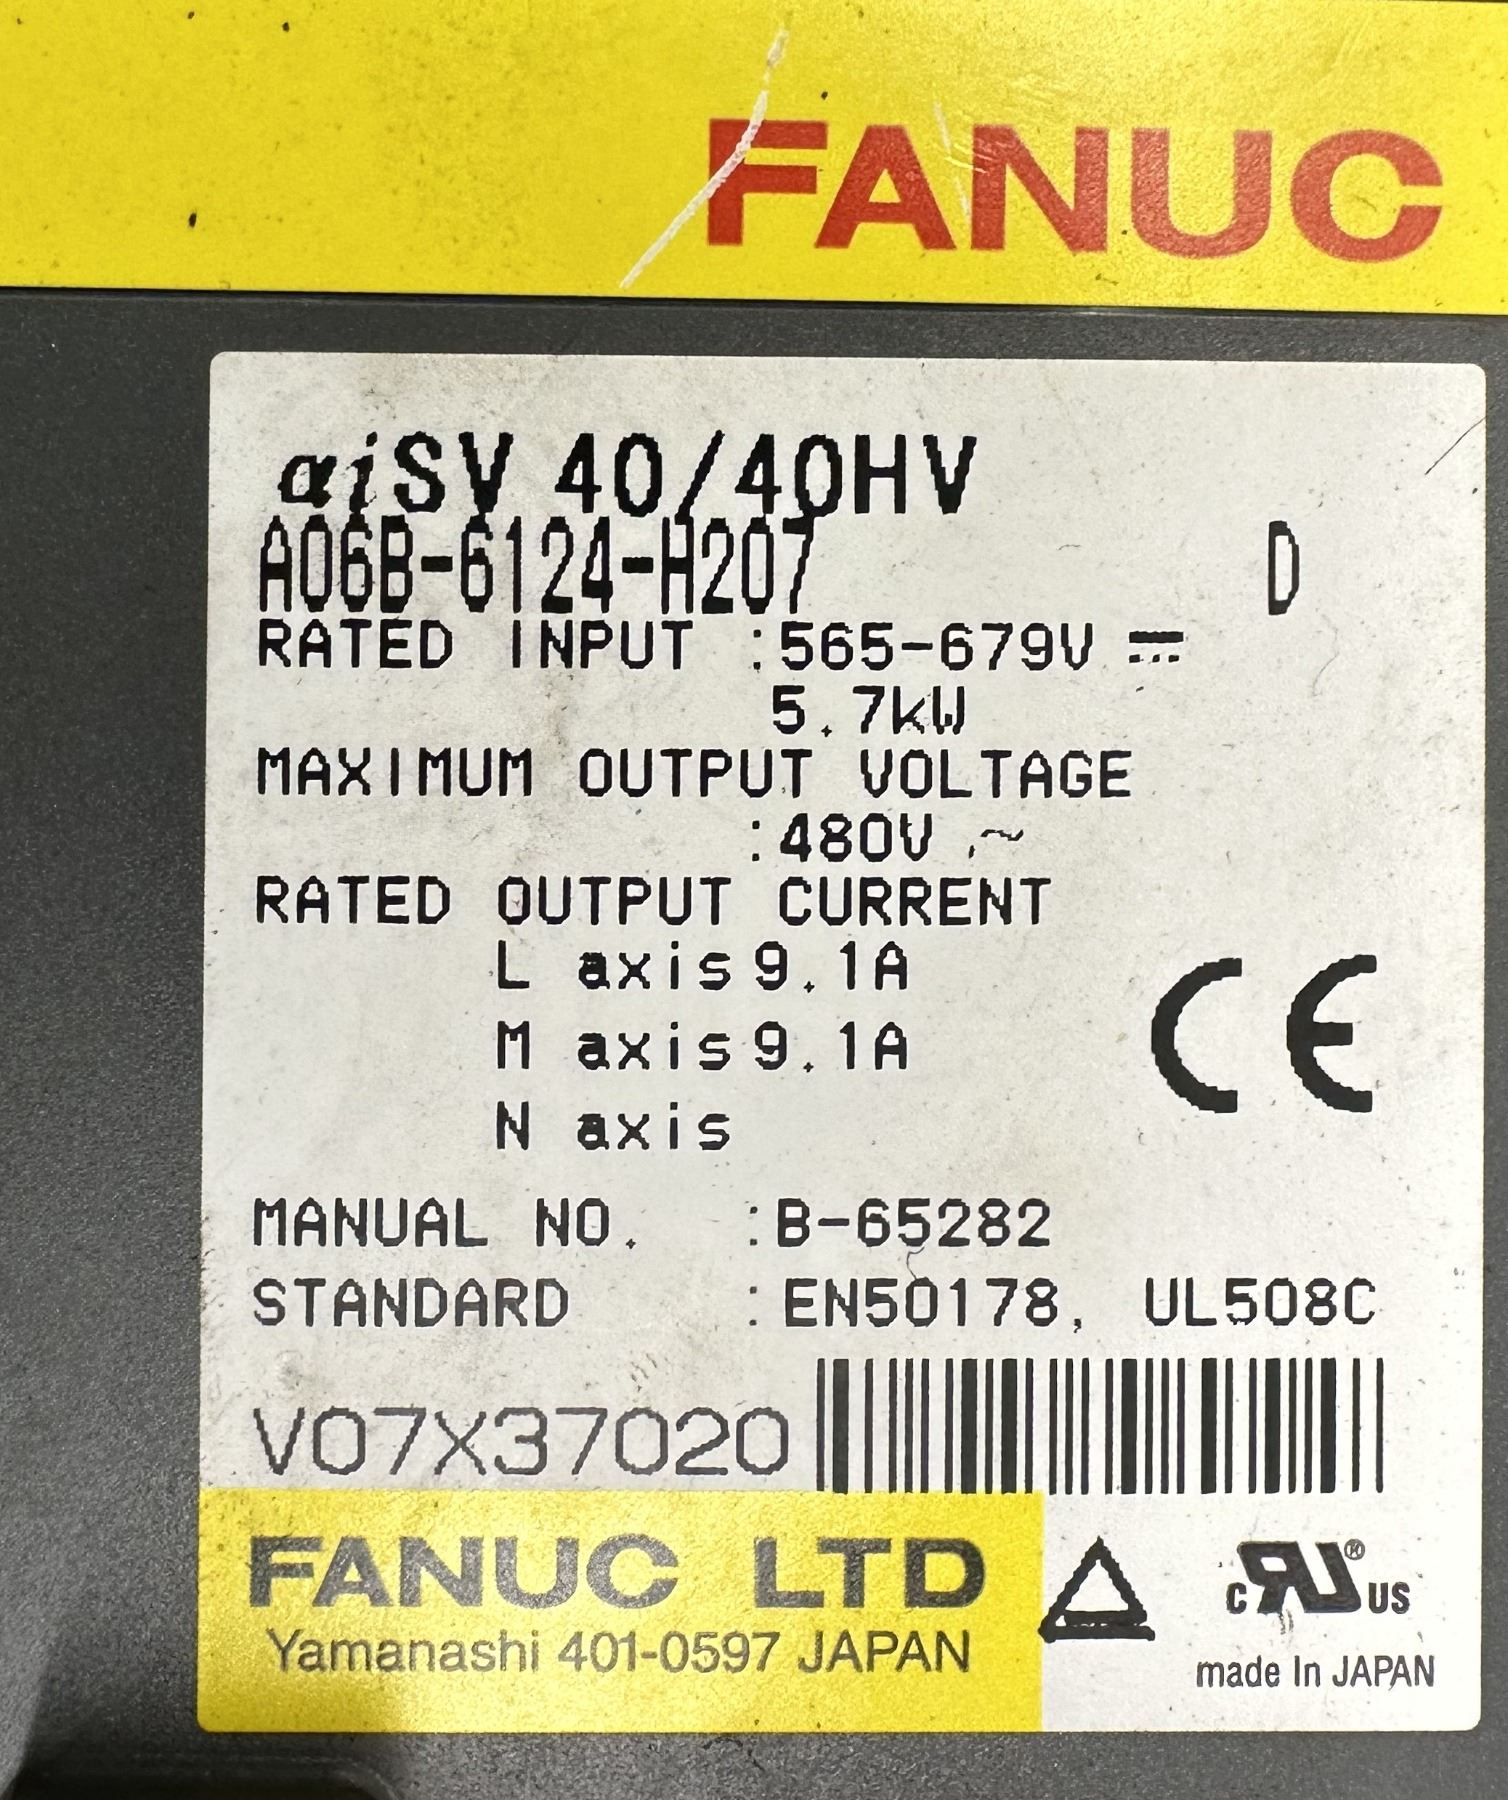 FANUC
αiSV 40/40HV
A06B-6124-H207 D
RATED INPUT :565-679V ⎓
5.7kW
MAXIMUM OUTPUT VOLTAGE
:480V ~
RATED OUTPUT CURRENT
L axis 9.1A
M axis 9.1A
N axis
MANUAL NO. :B-65282
STANDARD :EN50178, UL508C
V07X37020
FANUC LTD
Yamanashi 401-0597 JAPAN
CE
c RU ® US
made In JAPAN